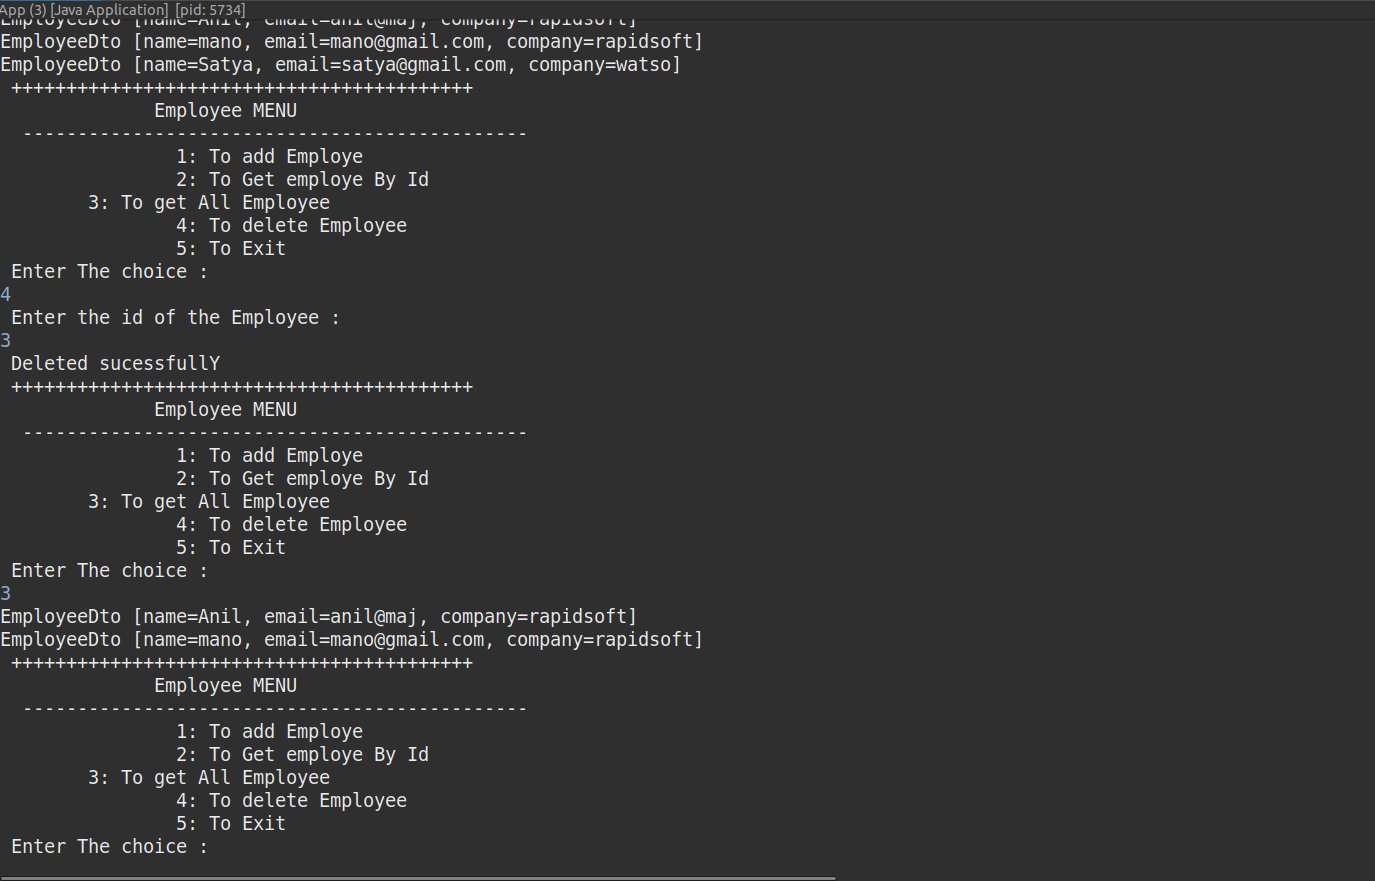 App (3) [Java Application] [pid: 5734]
EmployeeDto [name=Anil, email=anil@maj, company=rapidsoft]
EmployeeDto [name=mano, email=mano@gmail.com, company=rapidsoft]
EmployeeDto [name=Satya, email=satya@gmail.com, company=watso]
++++++++++++++++++++++++++++++++++++++++++
Employee MENU
----------------------------------------------
1: To add Employe
2: To Get employe By Id
3: To get All Employee
4: To delete Employee
5: To Exit
Enter The choice :
4
Enter the id of the Employee :
3
Deleted sucessfullY
++++++++++++++++++++++++++++++++++++++++++
Employee MENU
----------------------------------------------
1: To add Employe
2: To Get employe By Id
3: To get All Employee
4: To delete Employee
5: To Exit
Enter The choice :
3
EmployeeDto [name=Anil, email=anil@maj, company=rapidsoft]
EmployeeDto [name=mano, email=mano@gmail.com, company=rapidsoft]
++++++++++++++++++++++++++++++++++++++++++
Employee MENU
----------------------------------------------
1: To add Employe
2: To Get employe By Id
3: To get All Employee
4: To delete Employee
5: To Exit
Enter The choice :